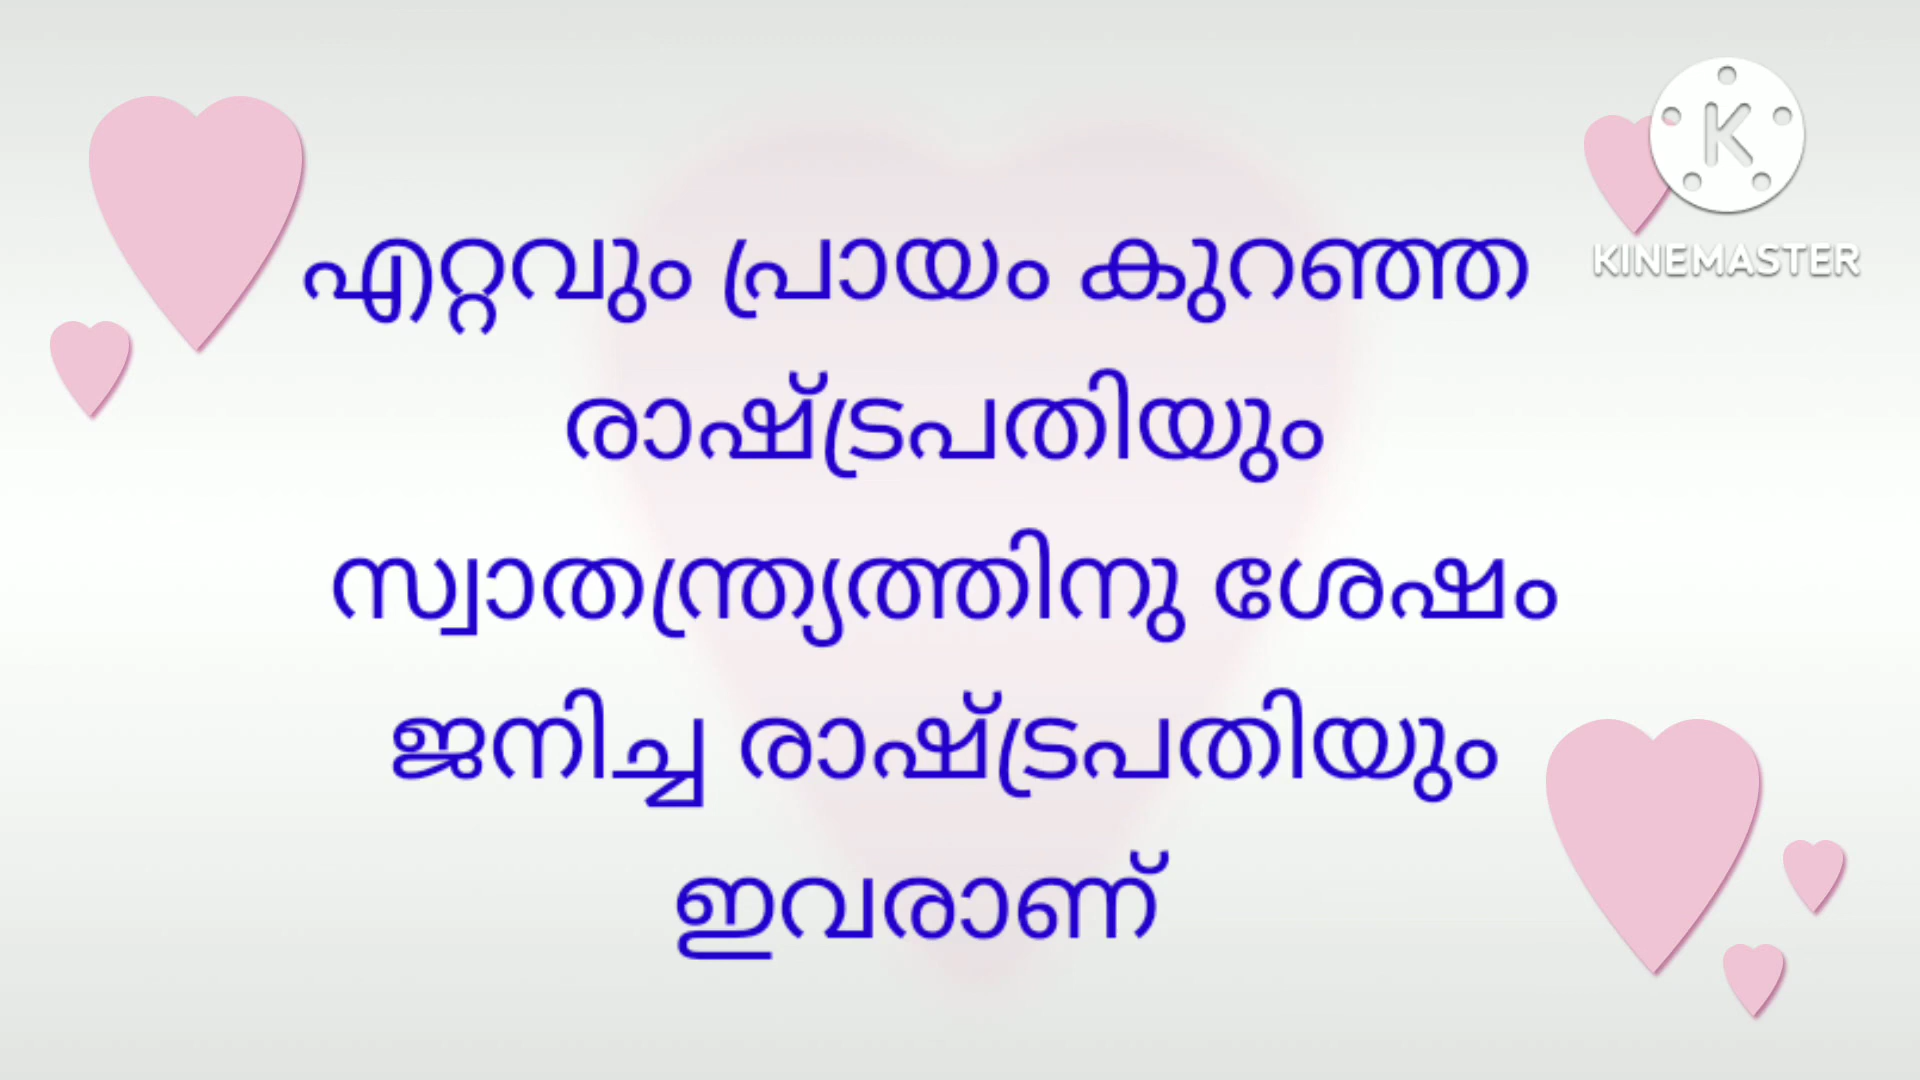 എറ്റവും പ്രായം കുറഞ്ഞ
രാഷ്ട്രപതിയും
സ്വാതന്ത്ര്യത്തിനു ശേഷം
ജനിച്ച രാഷ്ട്രപതിയും
ഇവരാണ്
K
KINEMASTER